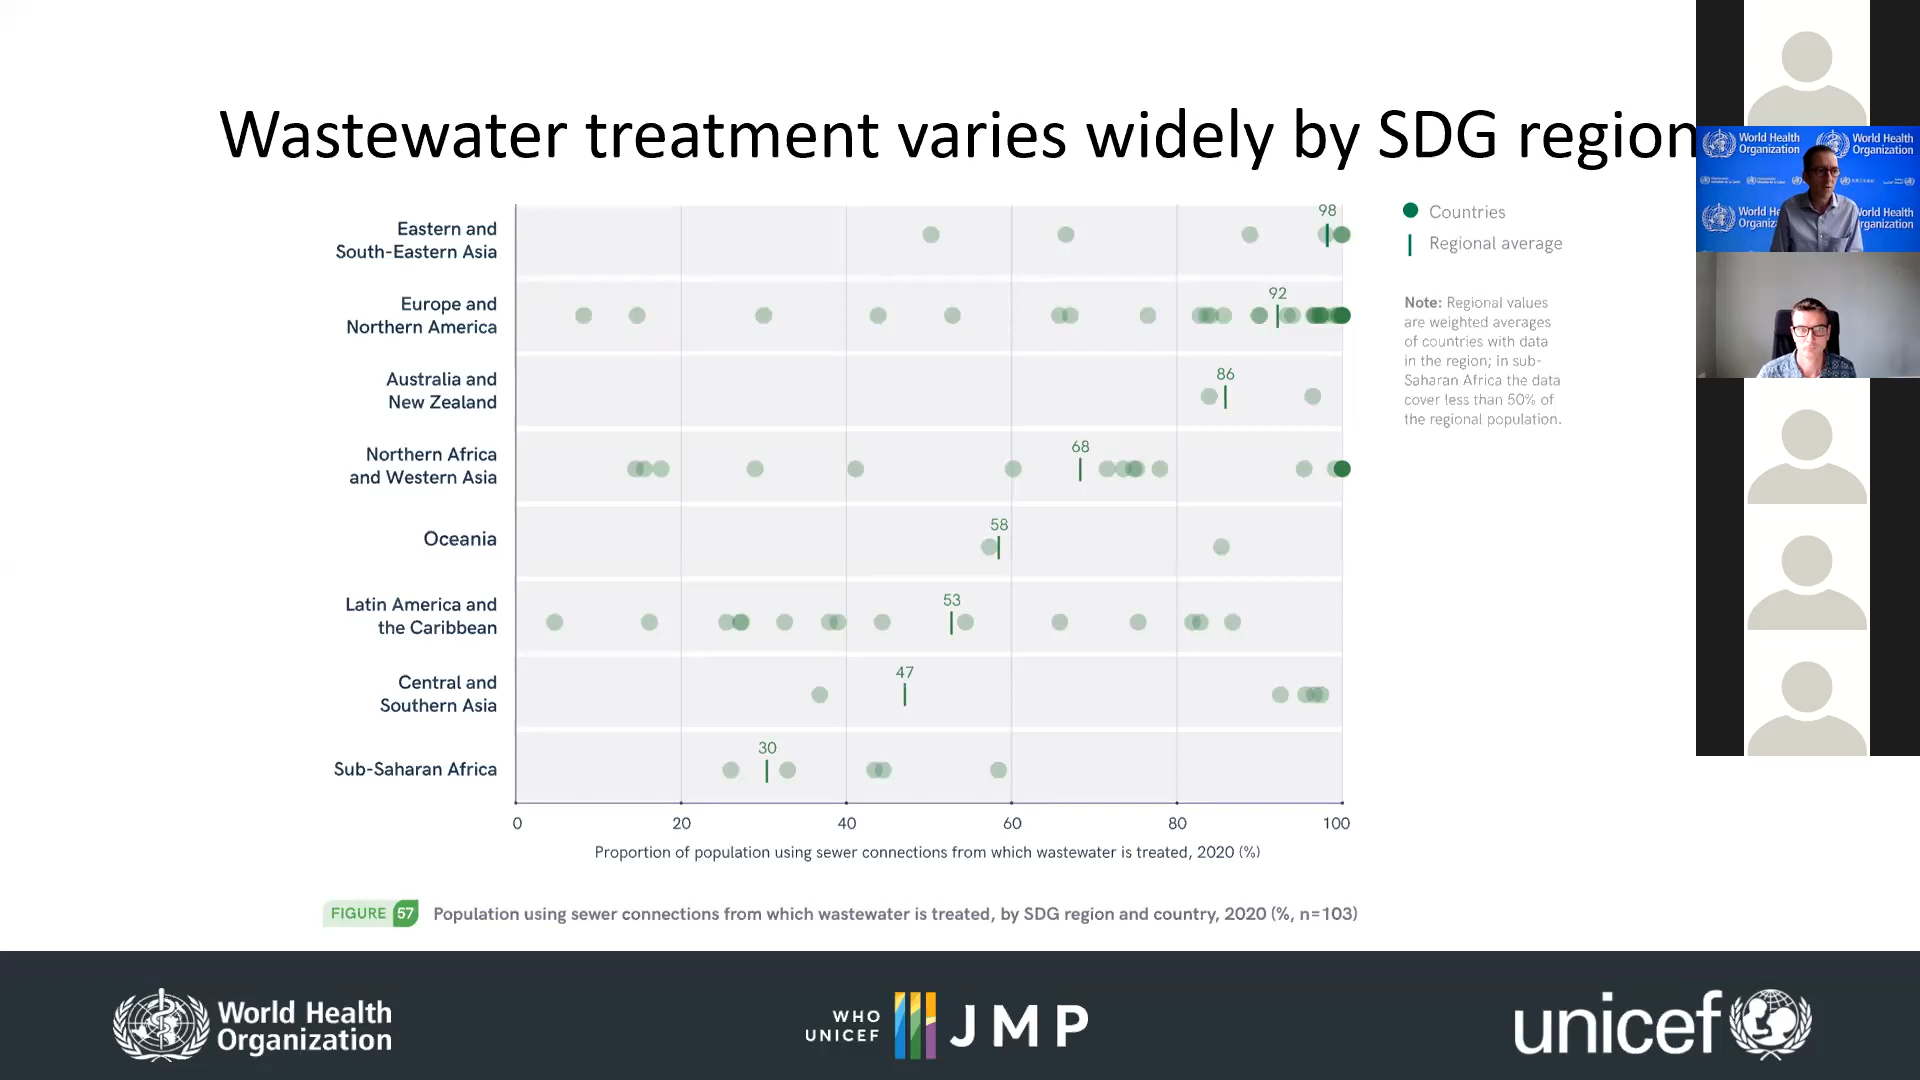 Wastewater treatment varies widely by SDG region
Eastern and
South-Eastern Asia
98
Europe and
Northern America
92
Australia and
New Zealand
86
Northern Africa
and Western Asia
68
Oceania
58
Latin America and
the Caribbean
53
Central and
Southern Asia
47
Sub-Saharan Africa
30
0 20 40 60 80 100
Proportion of population using sewer connections from which wastewater is treated, 2020 (%)
Countries
Regional average
Note: Regional values
are weighted averages
of countries with data
in the region; in sub-
Saharan Africa the data
cover less than 50% of
the regional population.
FIGURE 57 Population using sewer connections from which wastewater is treated, by SDG region and country, 2020 (%, n=103)
World Health
Organization
World Health
Organization
World Health
Organization
World Health
Organization
WHO
UNICEF
JMP
unicef